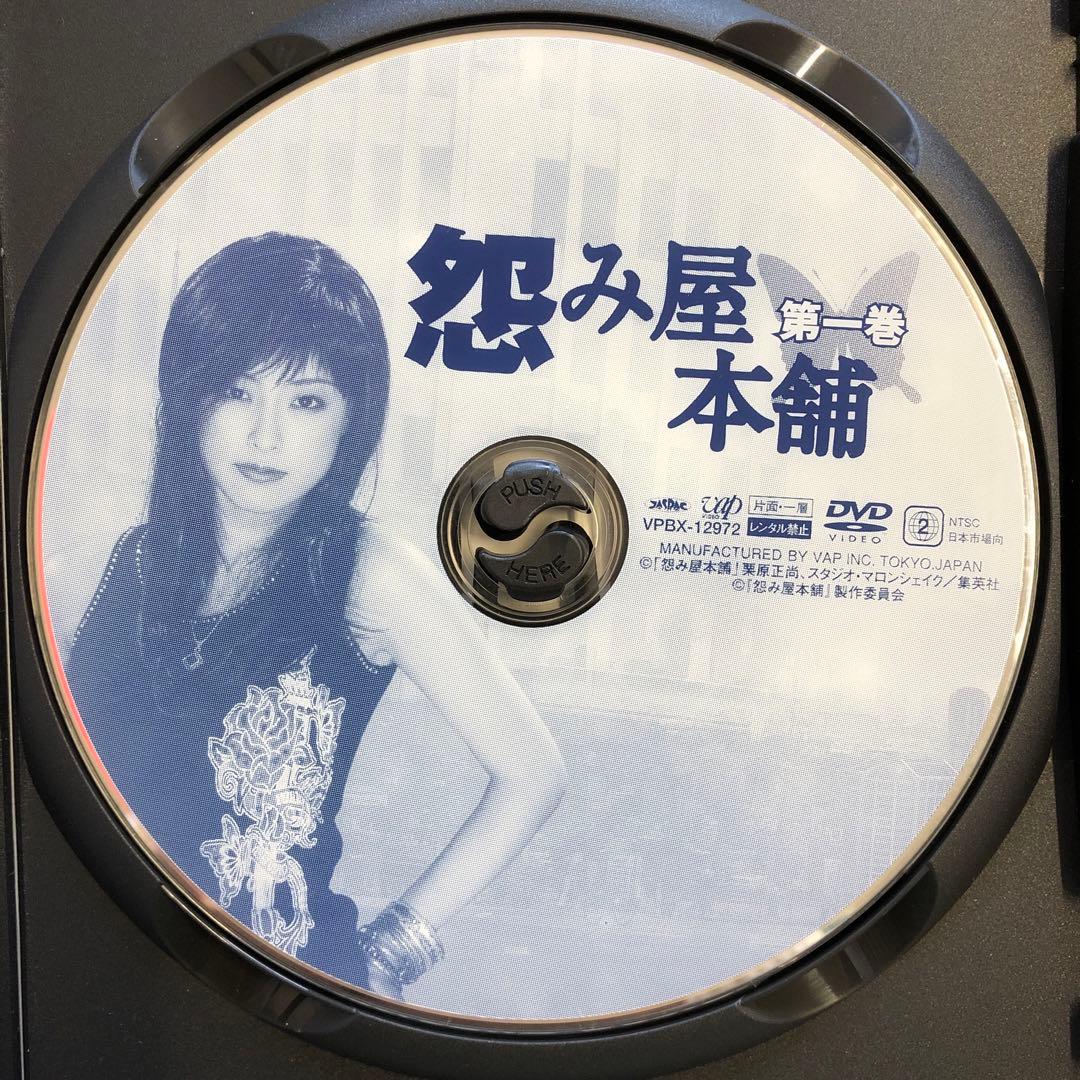 怨み屋
第一巻
本舗
JASRAC
vap
VIDEO
片面・一層
DVD
VIDEO
2
NTSC
日本市場向
VPBX-12972
レンタル禁止
MANUFACTURED BY VAP INC. TOKYO.JAPAN
©「怨み屋本舗」栗原正尚、スタジオ・マロンシェイク／集英社
©『怨み屋本舗』製作委員会
PUSH
HERE